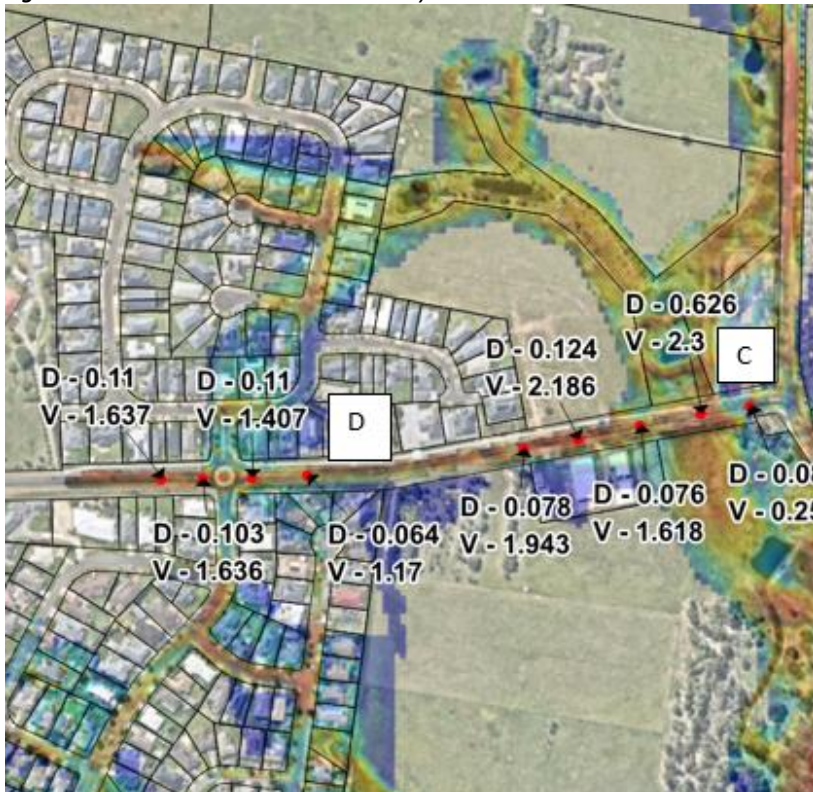 D - 0.626
V - 2.3
C
D - 0.124
V - 2.186
D - 0.11
V - 1.637
D - 0.11
V - 1.407
D
D - 0.078
V - 1.943
D - 0.076
V - 1.618
D - 0.103
V - 1.636
D - 0.064
V - 1.17